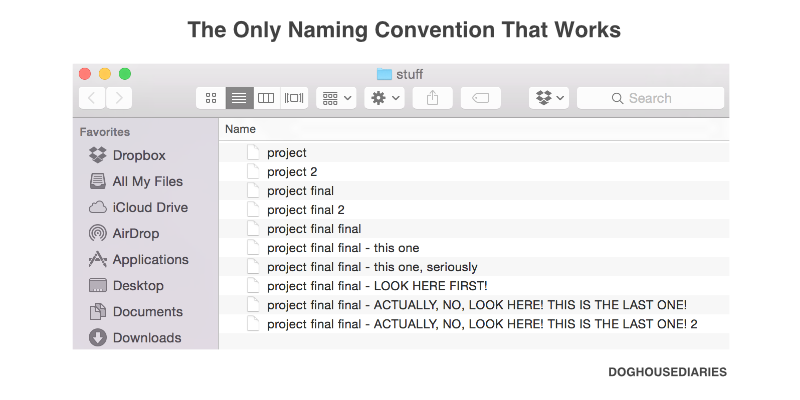 The Only Naming Convention That Works
stuff
Search
Favorites
Dropbox
All My Files
iCloud Drive
AirDrop
Applications
Desktop
Documents
Downloads
Name
project
project 2
project final
project final 2
project final final
project final final - this one
project final final - this one, seriously
project final final - LOOK HERE FIRST!
project final final - ACTUALLY, NO, LOOK HERE! THIS IS THE LAST ONE!
project final final - ACTUALLY, NO, LOOK HERE! THIS IS THE LAST ONE! 2
DOGHOUSEDIARIES